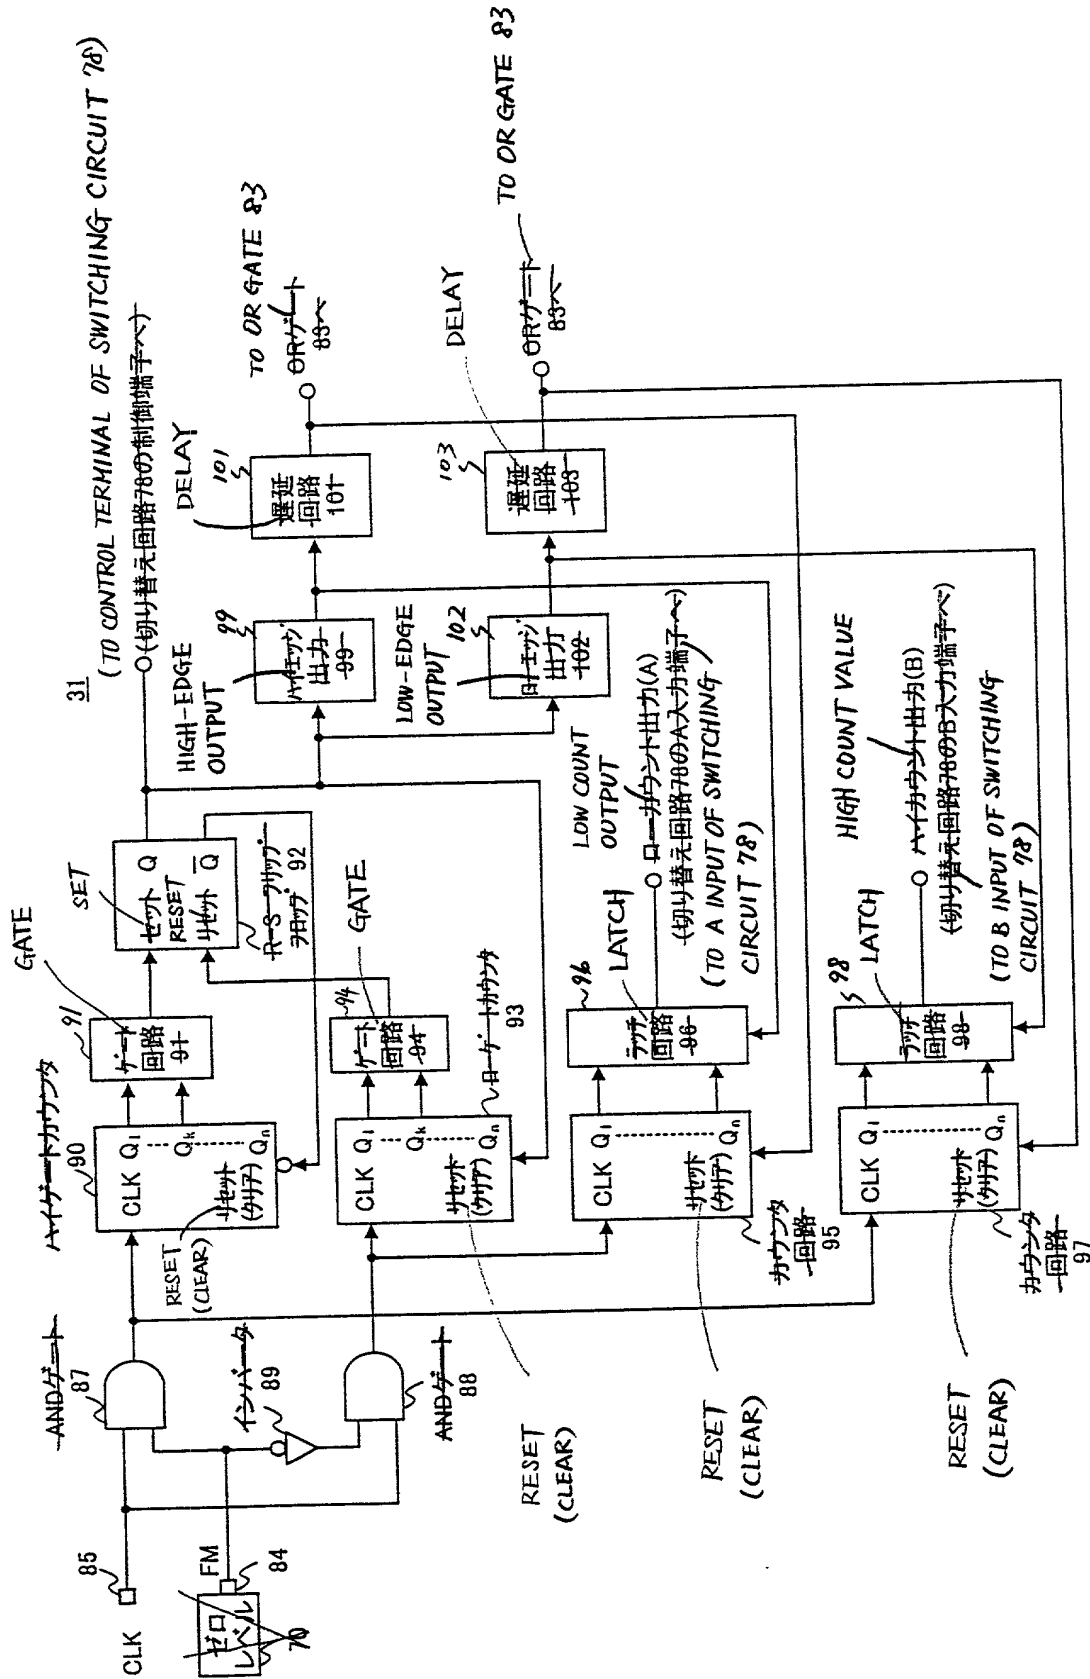 31
(TO CONTROL TERMINAL OF SWITCHING CIRCUIT 78)
(切り替え回路78の制御端子へ)
CLK
85
ゼロ
レベル
70
FM
84
ANDゲート
87
インバータ
89
ANDゲート
88
ハイゲートカウンタ
90
CLK Q1
Qk
リセット
(クリア) Qn
RESET
(CLEAR)
GATE
91
ゲート
回路
91
SET
セット Q
RESET
リセット Q
R-Sフリップ
フロップ 92
GATE
94
ゲート
回路
94
CLK Q1
Qk
リセット
(クリア) Qn
ローゲートカウンタ
93
RESET
(CLEAR)
HIGH-EDGE
OUTPUT
99
ハイエッジ
出力
99
DELAY
101
遅延
回路
101
TO OR GATE 83
ORゲート
83へ
LOW-EDGE
OUTPUT
102
ローエッジ
出力
102
DELAY
103
遅延
回路
103
TO OR GATE 83
ORゲート
83へ
CLK Q1
リセット
(クリア) Qn
カウンタ
回路
95
RESET
(CLEAR)
96
LATCH
ラッチ
回路
96
LOW COUNT
OUTPUT
ローカウント出力(A)
(切り替え回路78のA入力端子へ)
(TO A INPUT OF SWITCHING
CIRCUIT 78)
CLK Q1
リセット
(クリア) Qn
カウンタ
回路
97
RESET
(CLEAR)
98
LATCH
ラッチ
回路
98
HIGH COUNT VALUE
ハイカウント出力(B)
(切り替え回路78のB入力端子へ)
(TO B INPUT OF SWITCHING
CIRCUIT 78)